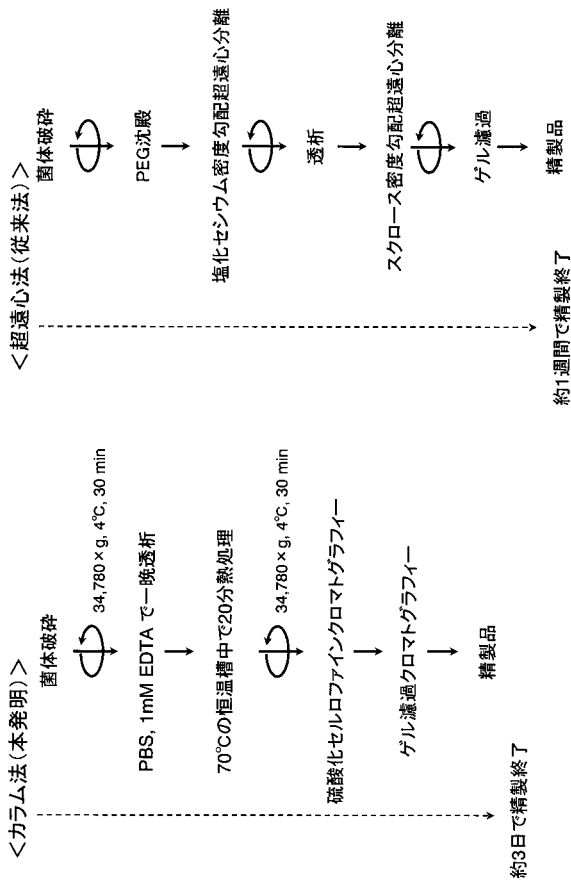 <カラム法(本発明)>
菌体破砕
34,780×g, 4℃, 30 min
PBS, 1mM EDTA で一晩透析
70℃の恒温槽中で20分熱処理
34,780×g, 4℃, 30 min
硫酸化セルロファインクロマトグラフィー
ゲル濾過クロマトグラフィー
精製品
約3日で精製終了
<超遠心法(従来法)>
菌体破砕
PEG沈殿
塩化セシウム密度勾配超遠心分離
透析
スクロース密度勾配超遠心分離
ゲル濾過
精製品
約1週間で精製終了